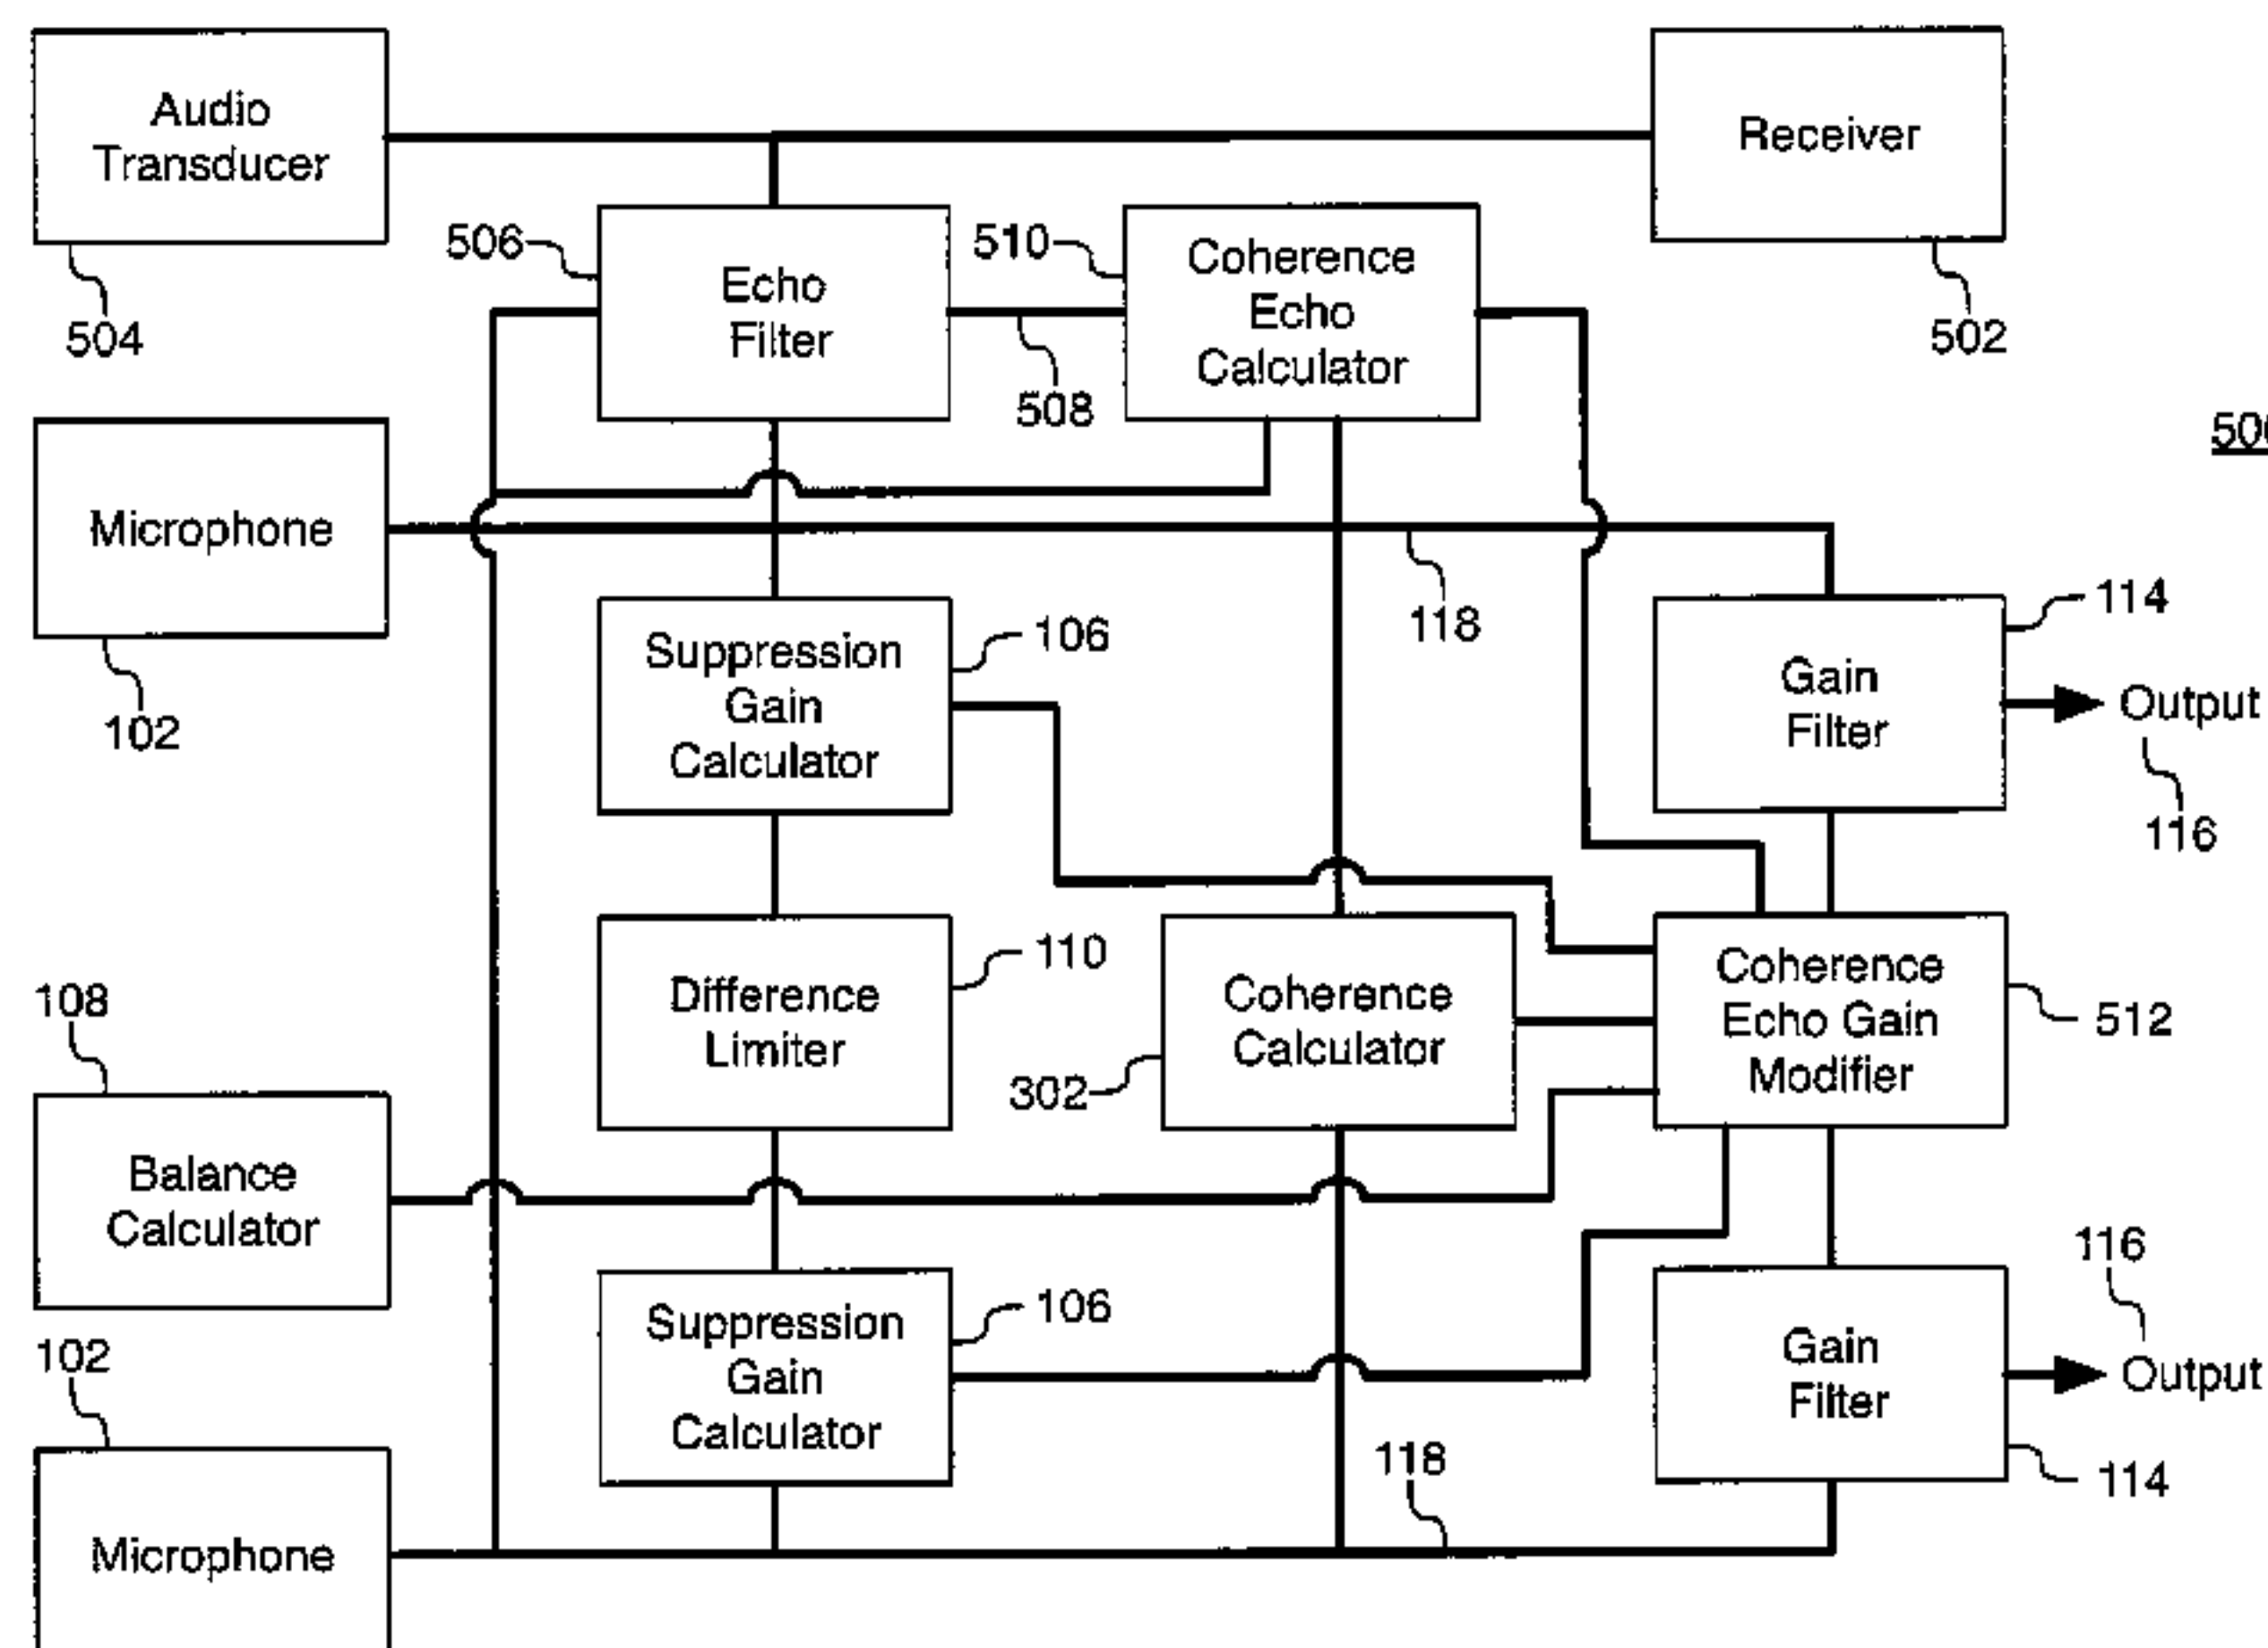 Audio
Transducer
504
Receiver
502
506
Echo
Filter
508
510
Coherence
Echo
Calculator
Microphone
102
118
Suppression
Gain
Calculator
106
Gain
Filter
114
Output
116
108
Balance
Calculator
Difference
Limiter
110
302
Coherence
Calculator
Coherence
Echo Gain
Modifier
512
102
Microphone
Suppression
Gain
Calculator
106
118
Gain
Filter
114
116
Output